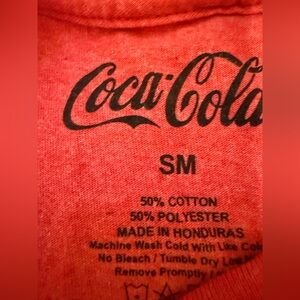 Coca-Cola
SM
50% COTTON
50% POLYESTER
MADE IN HONDURAS
Machine Wash Cold With Like
No Bleach / Tumble Dry
Remove Promptly /